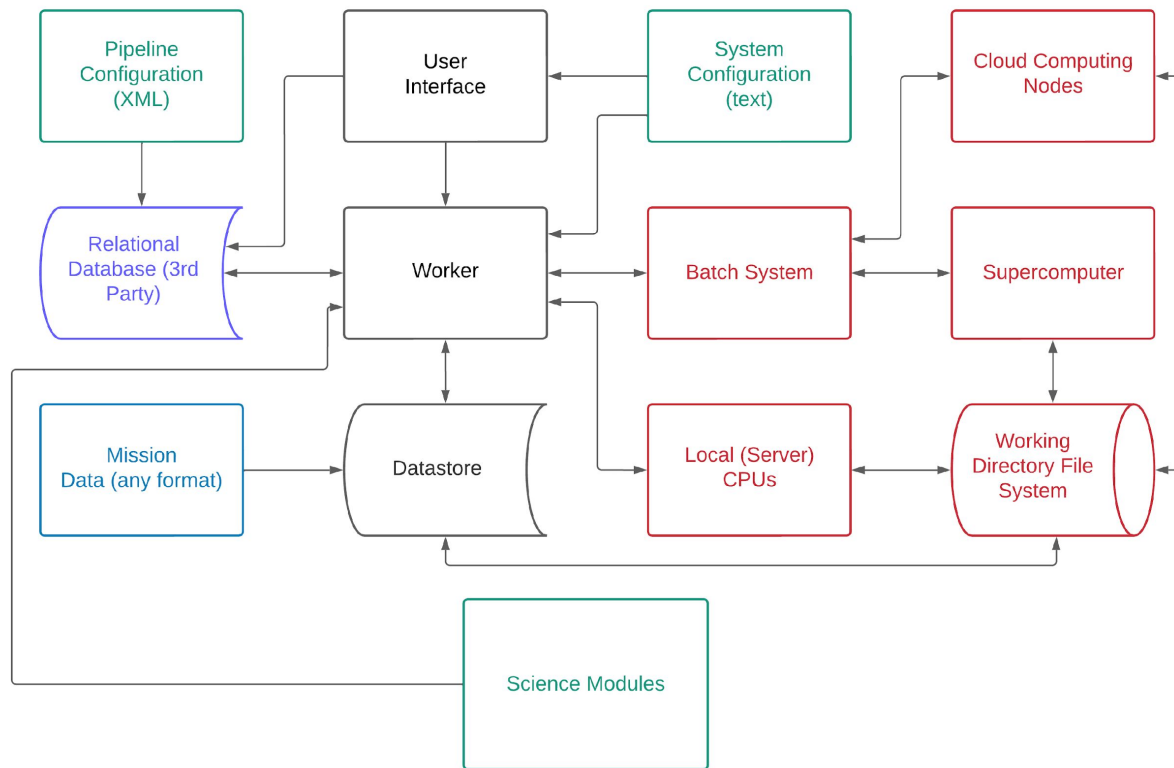 Pipeline
Configuration
(XML)
User
Interface
System
Configuration
(text)
Cloud Computing
Nodes
Relational
Database (3rd
Party)
Worker
Batch System
Supercomputer
Mission
Data (any format)
Datastore
Local (Server)
CPUs
Working
Directory File
System
Science Modules